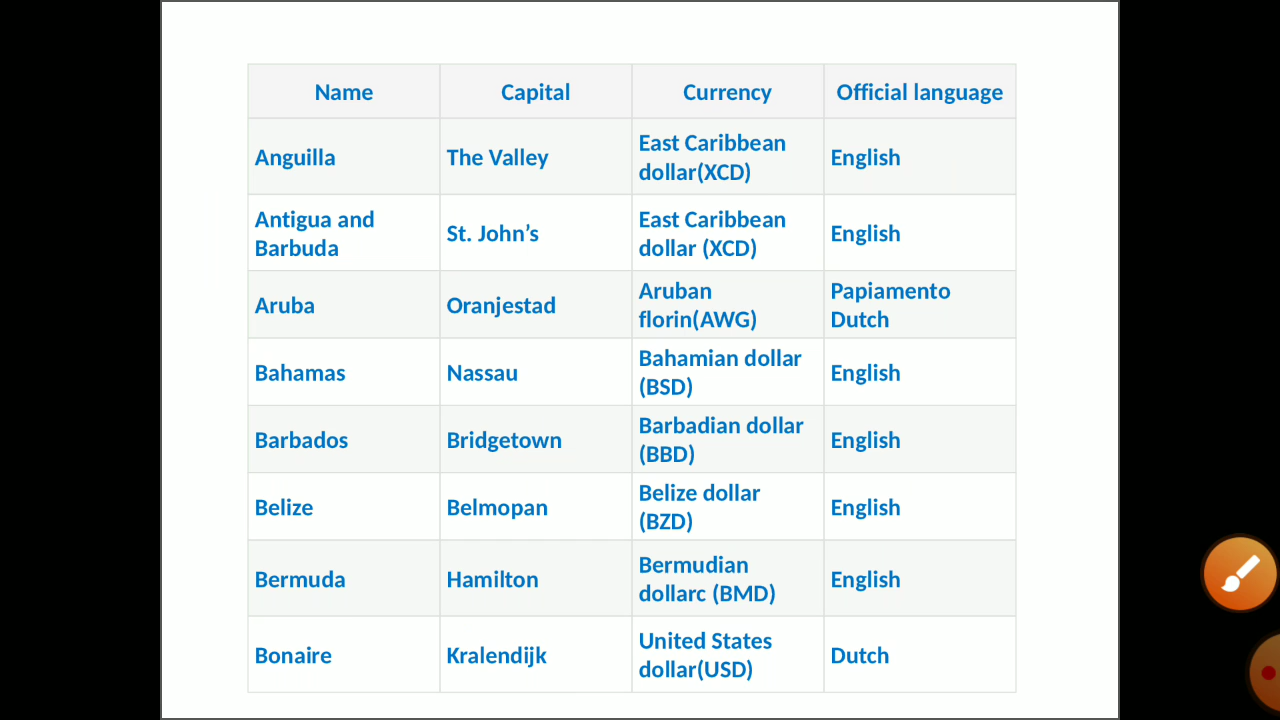 Name Capital Currency Official language
Anguilla The Valley East Caribbean dollar(XCD) English
Antigua and Barbuda St. John’s East Caribbean dollar (XCD) English
Aruba Oranjestad Aruban florin(AWG) Papiamento Dutch
Bahamas Nassau Bahamian dollar (BSD) English
Barbados Bridgetown Barbadian dollar (BBD) English
Belize Belmopan Belize dollar (BZD) English
Bermuda Hamilton Bermudian dollarc (BMD) English
Bonaire Kralendijk United States dollar(USD) Dutch